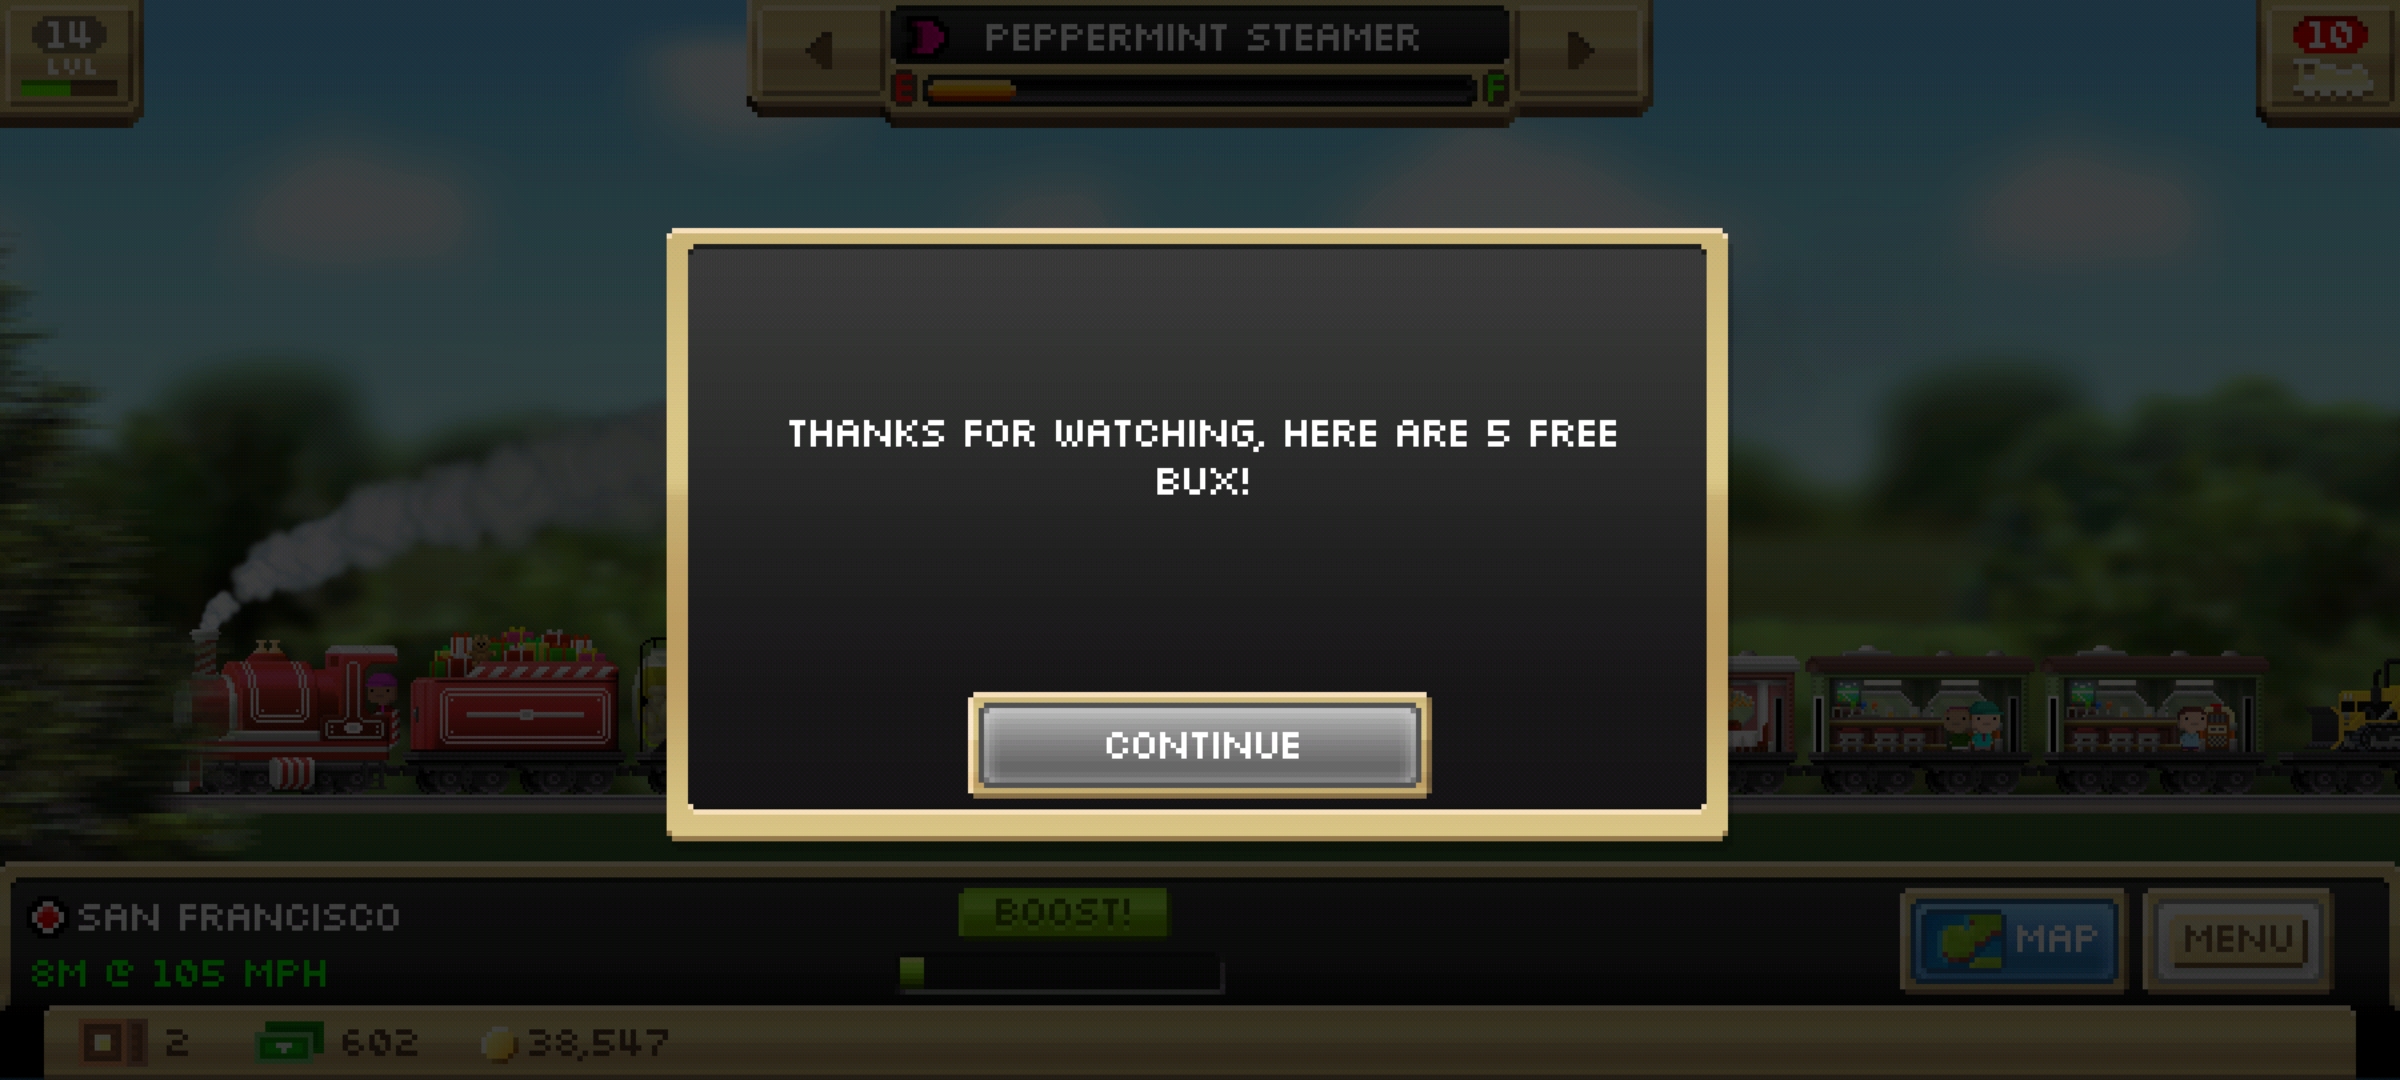 14
LVL
PEPPERMINT STEAMER
E
F
10
THANKS FOR WATCHING, HERE ARE 5 FREE
BUX!
CONTINUE
SAN FRANCISCO
8M @ 105 MPH
BOOST!
MAP
MENU
2
602
38,547